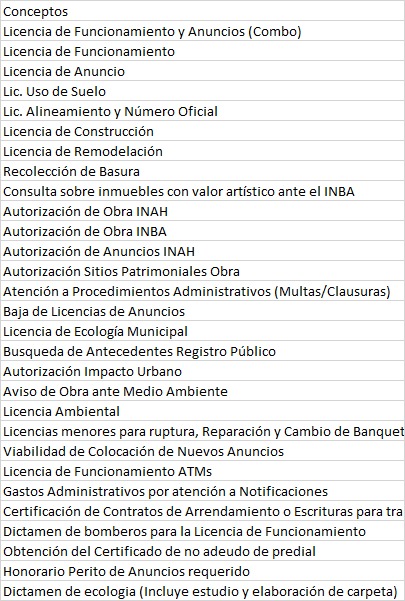 Conceptos
Licencia de Funcionamiento y Anuncios (Combo)
Licencia de Funcionamiento
Licencia de Anuncio
Lic. Uso de Suelo
Lic. Alineamiento y Número Oficial
Licencia de Construcción
Licencia de Remodelación
Recolección de Basura
Consulta sobre inmuebles con valor artístico ante el INBA
Autorización de Obra INAH
Autorización de Obra INBA
Autorización de Anuncios INAH
Autorización Sitios Patrimoniales Obra
Atención a Procedimientos Administrativos (Multas/Clausuras)
Baja de Licencias de Anuncios
Licencia de Ecología Municipal
Busqueda de Antecedentes Registro Público
Autorización Impacto Urbano
Aviso de Obra ante Medio Ambiente
Licencia Ambiental
Licencias menores para ruptura, Reparación y Cambio de Banquet
Viabilidad de Colocación de Nuevos Anuncios
Licencia de Funcionamiento ATMs
Gastos Administrativos por atención a Notificaciones
Certificación de Contratos de Arrendamiento o Escrituras para tra
Dictamen de bomberos para la Licencia de Funcionamiento
Obtención del Certificado de no adeudo de predial
Honorario Perito de Anuncios requerido
Dictamen de ecologia (Incluye estudio y elaboración de carpeta)